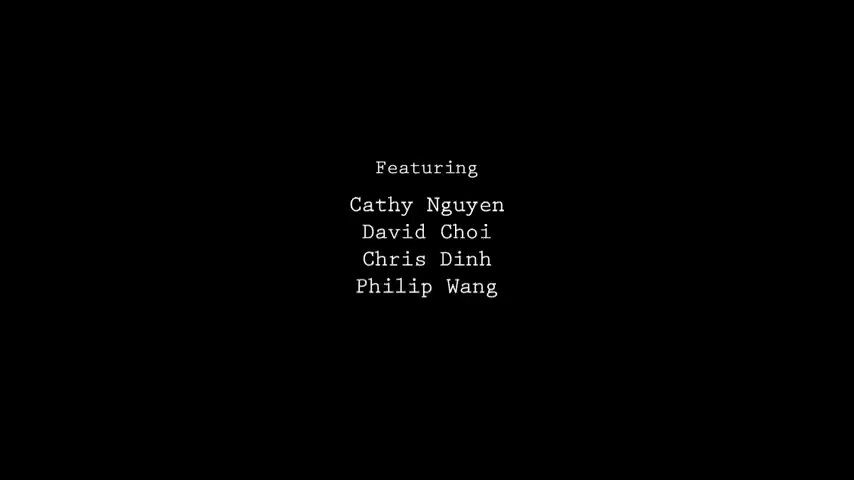 Featuring
Cathy Nguyen
David Choi
Chris Dinh
Philip Wang